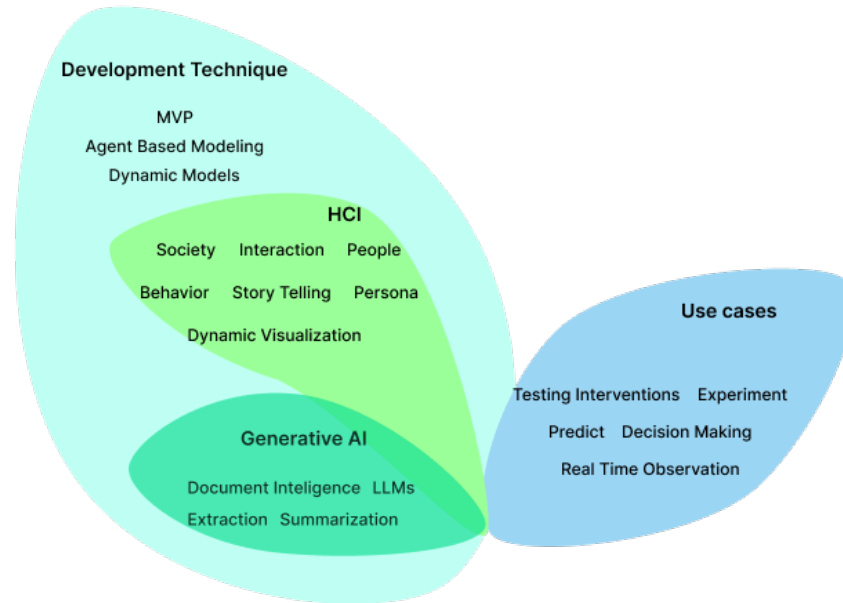 Development Technique
MVP
Agent Based Modeling
Dynamic Models
HCI
Society Interaction People
Behavior Story Telling Persona
Dynamic Visualization
Generative AI
Document Inteligence LLMs
Extraction Summarization
Use cases
Testing Interventions Experiment
Predict Decision Making
Real Time Observation